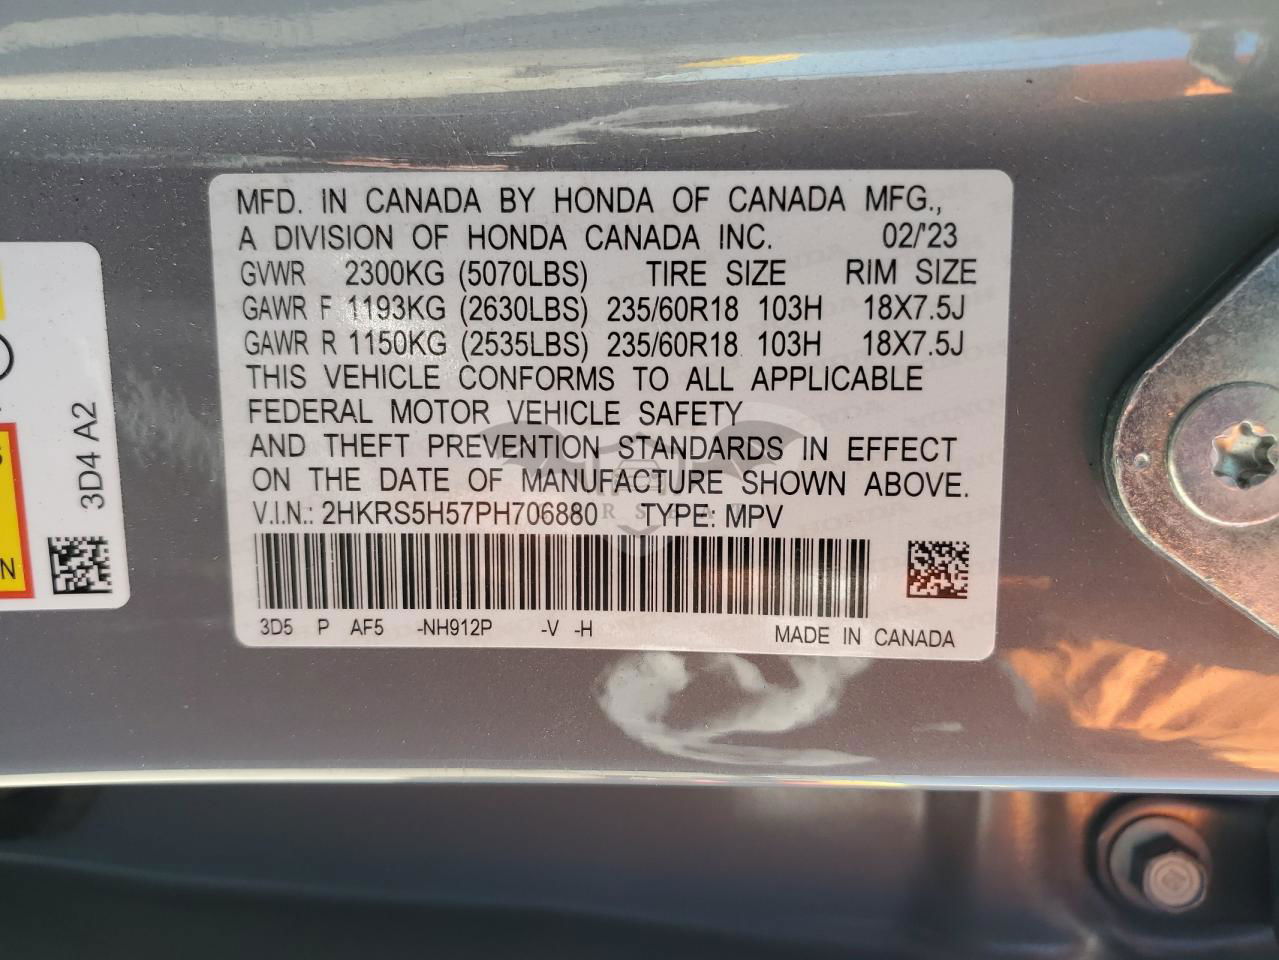 MFD. IN CANADA BY HONDA OF CANADA MFG.,
A DIVISION OF HONDA CANADA INC. 02/'23
GVWR 2300KG (5070LBS) TIRE SIZE RIM SIZE
GAWR F 1193KG (2630LBS) 235/60R18 103H 18X7.5J
GAWR R 1150KG (2535LBS) 235/60R18 103H 18X7.5J
THIS VEHICLE CONFORMS TO ALL APPLICABLE
FEDERAL MOTOR VEHICLE SAFETY
AND THEFT PREVENTION STANDARDS IN EFFECT
ON THE DATE OF MANUFACTURE SHOWN ABOVE.
V.I.N.: 2HKRS5H57PH706880 TYPE: MPV
3D5 P AF5 -NH912P -V -H
MADE IN CANADA
3D4 A2